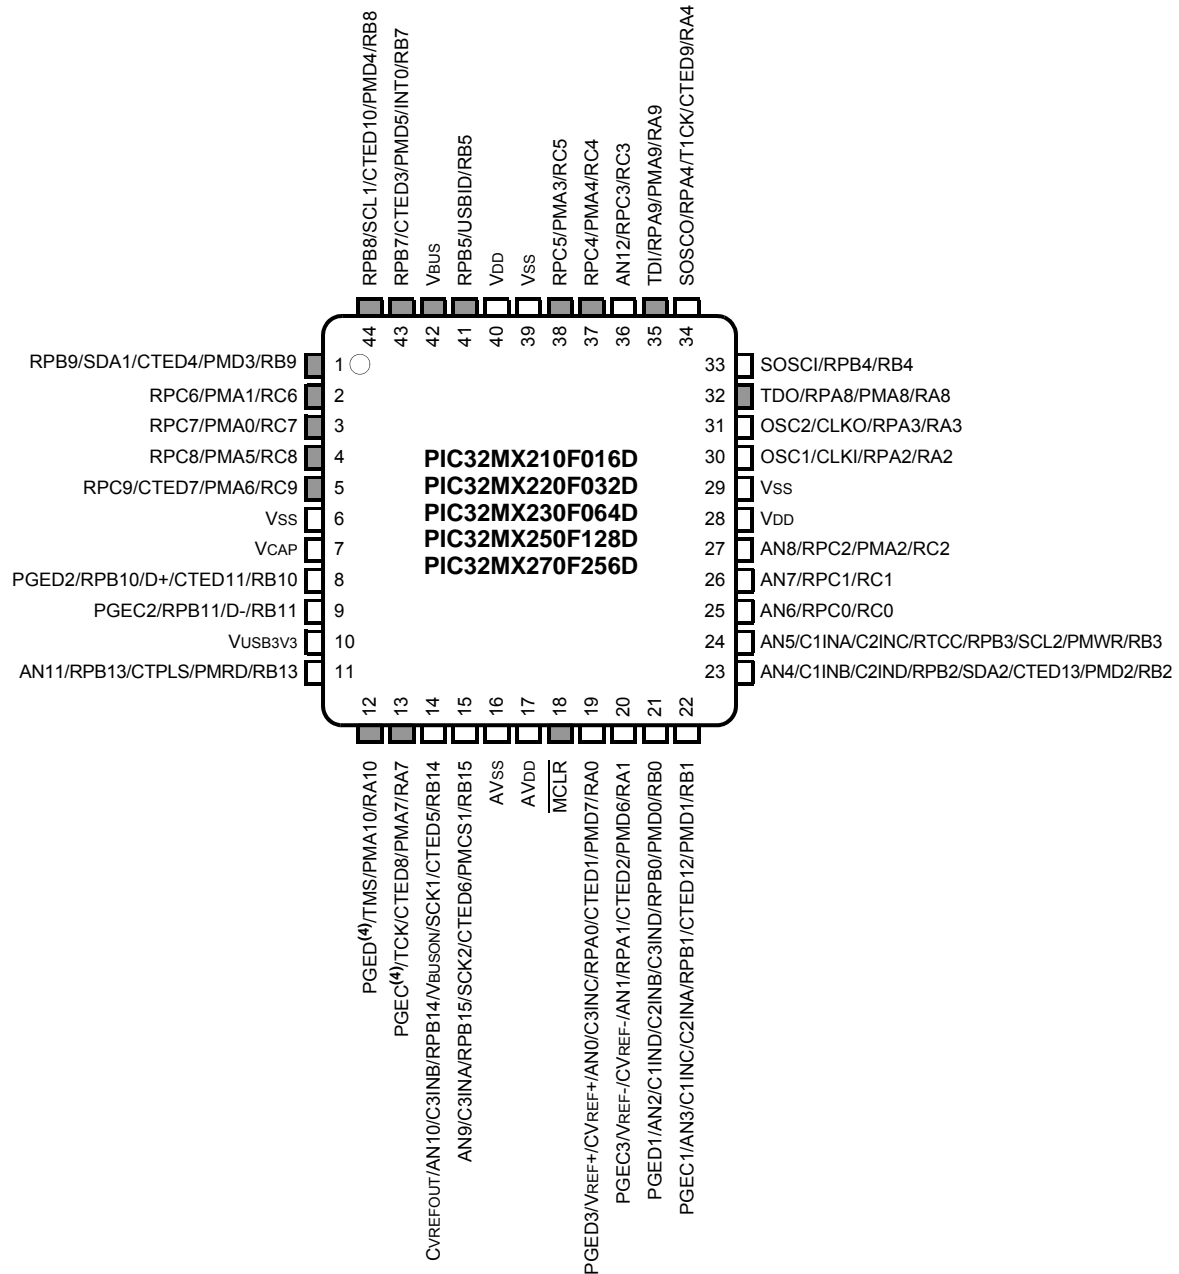 RPB8/SCL1/CTED10/PMD4/RB8
RPB7/CTED3/PMD5/INT0/RB7
VBUS
RPB5/USBID/RB5
VDD
VSS
RPC5/PMA3/RC5
RPC4/PMA4/RC4
AN12/RPC3/RC3
TDI/RPA9/PMA9/RA9
SOSCO/RPA4/T1CK/CTED9/RA4
44
43
42
41
40
39
38
37
36
35
34
RPB9/SDA1/CTED4/PMD3/RB9 1
RPC6/PMA1/RC6 2
RPC7/PMA0/RC7 3
RPC8/PMA5/RC8 4
RPC9/CTED7/PMA6/RC9 5
VSS 6
VCAP 7
PGED2/RPB10/D+/CTED11/RB10 8
PGEC2/RPB11/D-/RB11 9
VUSB3V3 10
AN11/RPB13/CTPLS/PMRD/RB13 11
PIC32MX210F016D
PIC32MX220F032D
PIC32MX230F064D
PIC32MX250F128D
PIC32MX270F256D
33 SOSCI/RPB4/RB4
32 TDO/RPA8/PMA8/RA8
31 OSC2/CLKO/RPA3/RA3
30 OSC1/CLKI/RPA2/RA2
29 VSS
28 VDD
27 AN8/RPC2/PMA2/RC2
26 AN7/RPC1/RC1
25 AN6/RPC0/RC0
24 AN5/C1INA/C2INC/RTCC/RPB3/SCL2/PMWR/RB3
23 AN4/C1INB/C2IND/RPB2/SDA2/CTED13/PMD2/RB2
12
13
14
15
16
17
18
19
20
21
22
PGED(4)/TMS/PMA10/RA10
PGEC(4)/TCK/CTED8/PMA7/RA7
CVREFOUT/AN10/C3INB/RPB14/VBUSON/SCK1/CTED5/RB14
AN9/C3INA/RPB15/SCK2/CTED6/PMCS1/RB15
AVSS
AVDD
MCLR
PGED3/VREF+/CVREF+/AN0/C3INC/RPA0/CTED1/PMD7/RA0
PGEC3/VREF-/CVREF-/AN1/RPA1/CTED2/PMD6/RA1
PGED1/AN2/C1IND/C2INB/C3IND/RPB0/PMD0/RB0
PGEC1/AN3/C1INC/C2INA/RPB1/CTED12/PMD1/RB1